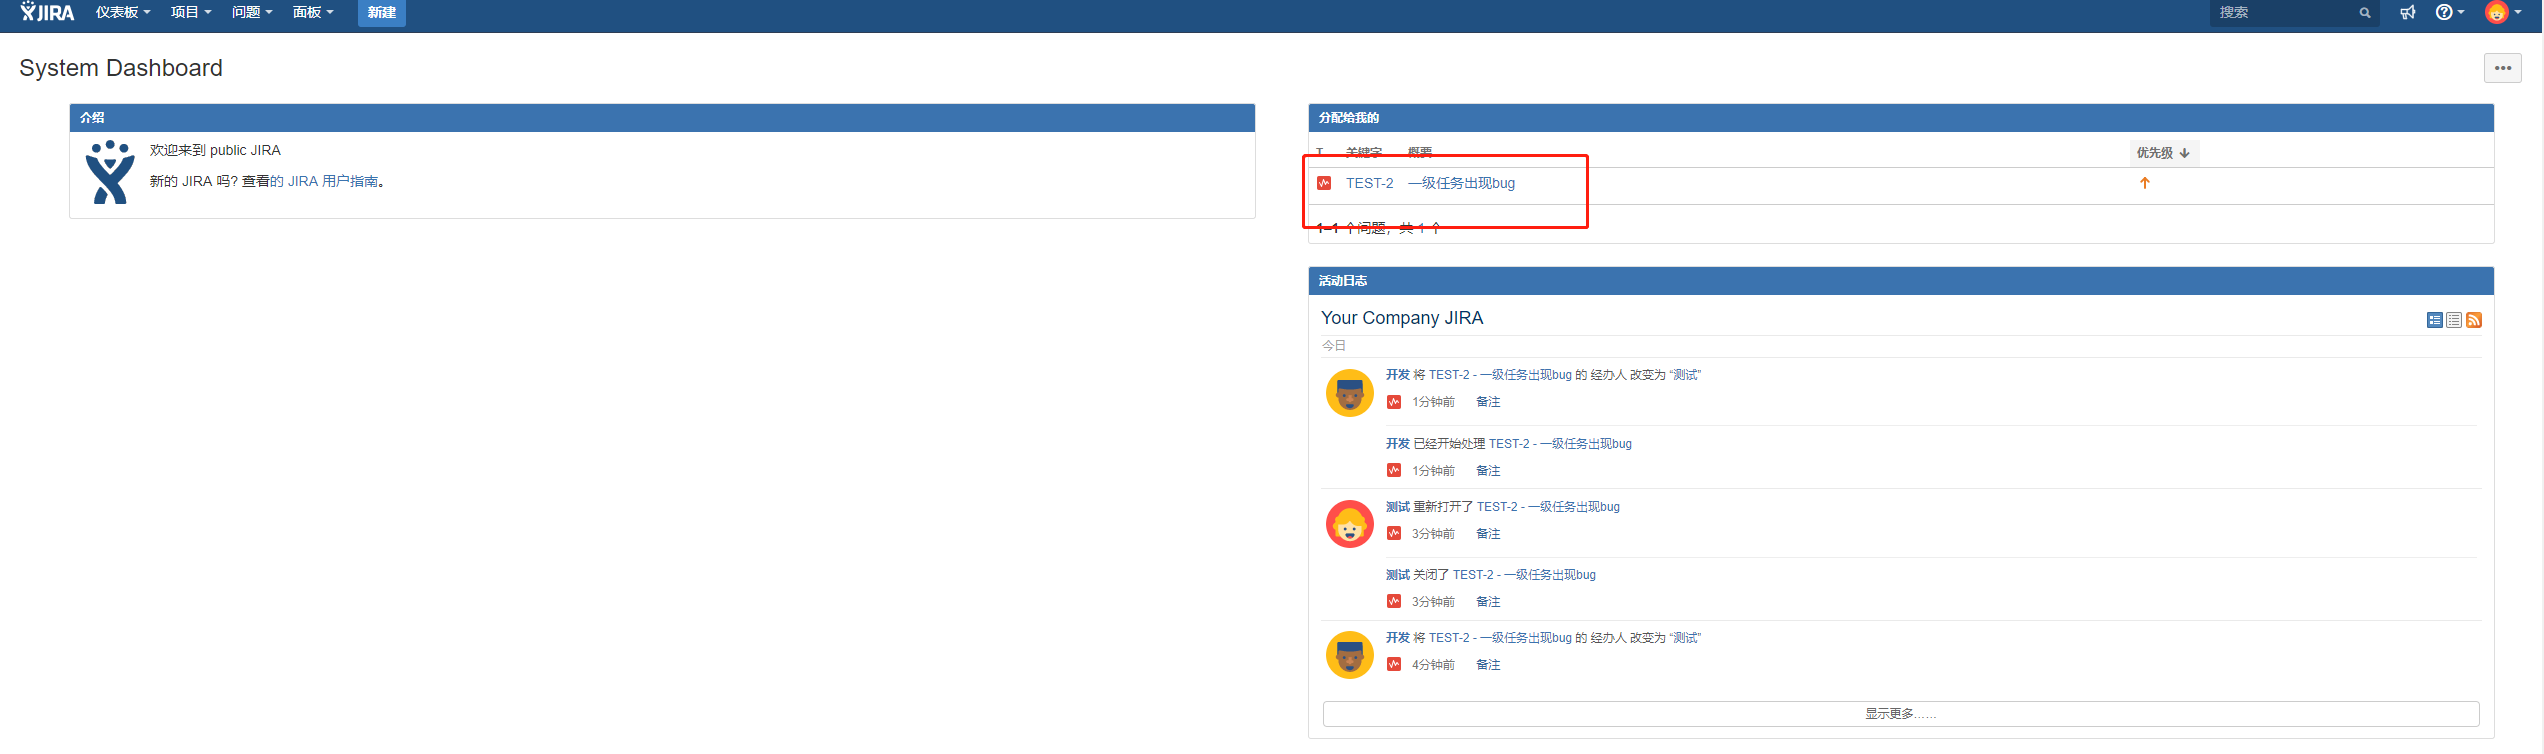 JIRA 仪表板 项目 问题 面板 新建 搜索
System Dashboard
介绍
欢迎来到 public JIRA
新的 JIRA 吗? 查看的 JIRA 用户指南。
分配给我的
T 关键字 概要 优先级
TEST-2 一级任务出现bug
1–1 个问题，共 1 个
活动日志
Your Company JIRA
今日
开发 将 TEST-2 - 一级任务出现bug 的 经办人 改变为 “测试”
1分钟前 备注
开发 已经开始处理 TEST-2 - 一级任务出现bug
1分钟前 备注
测试 重新打开了 TEST-2 - 一级任务出现bug
3分钟前 备注
测试 关闭了 TEST-2 - 一级任务出现bug
3分钟前 备注
开发 将 TEST-2 - 一级任务出现bug 的 经办人 改变为 “测试”
4分钟前 备注
显示更多……